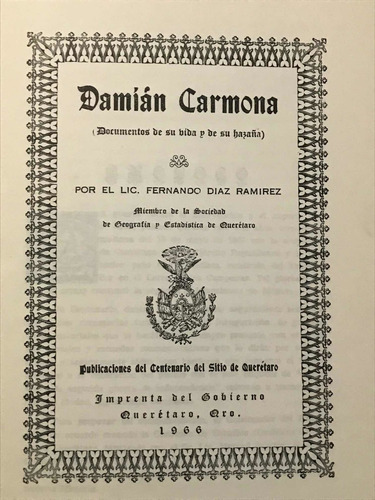 Damián Carmona
(Documentos de su vida y de su hazaña)
POR EL LIC. FERNANDO DIAZ RAMIREZ
Miembro de la Sociedad
de Geografía y Estadística de Querétaro
Publicaciones del Centenario del Sitio de Querétaro
Imprenta del Gobierno
Querétaro, Qro.
1966